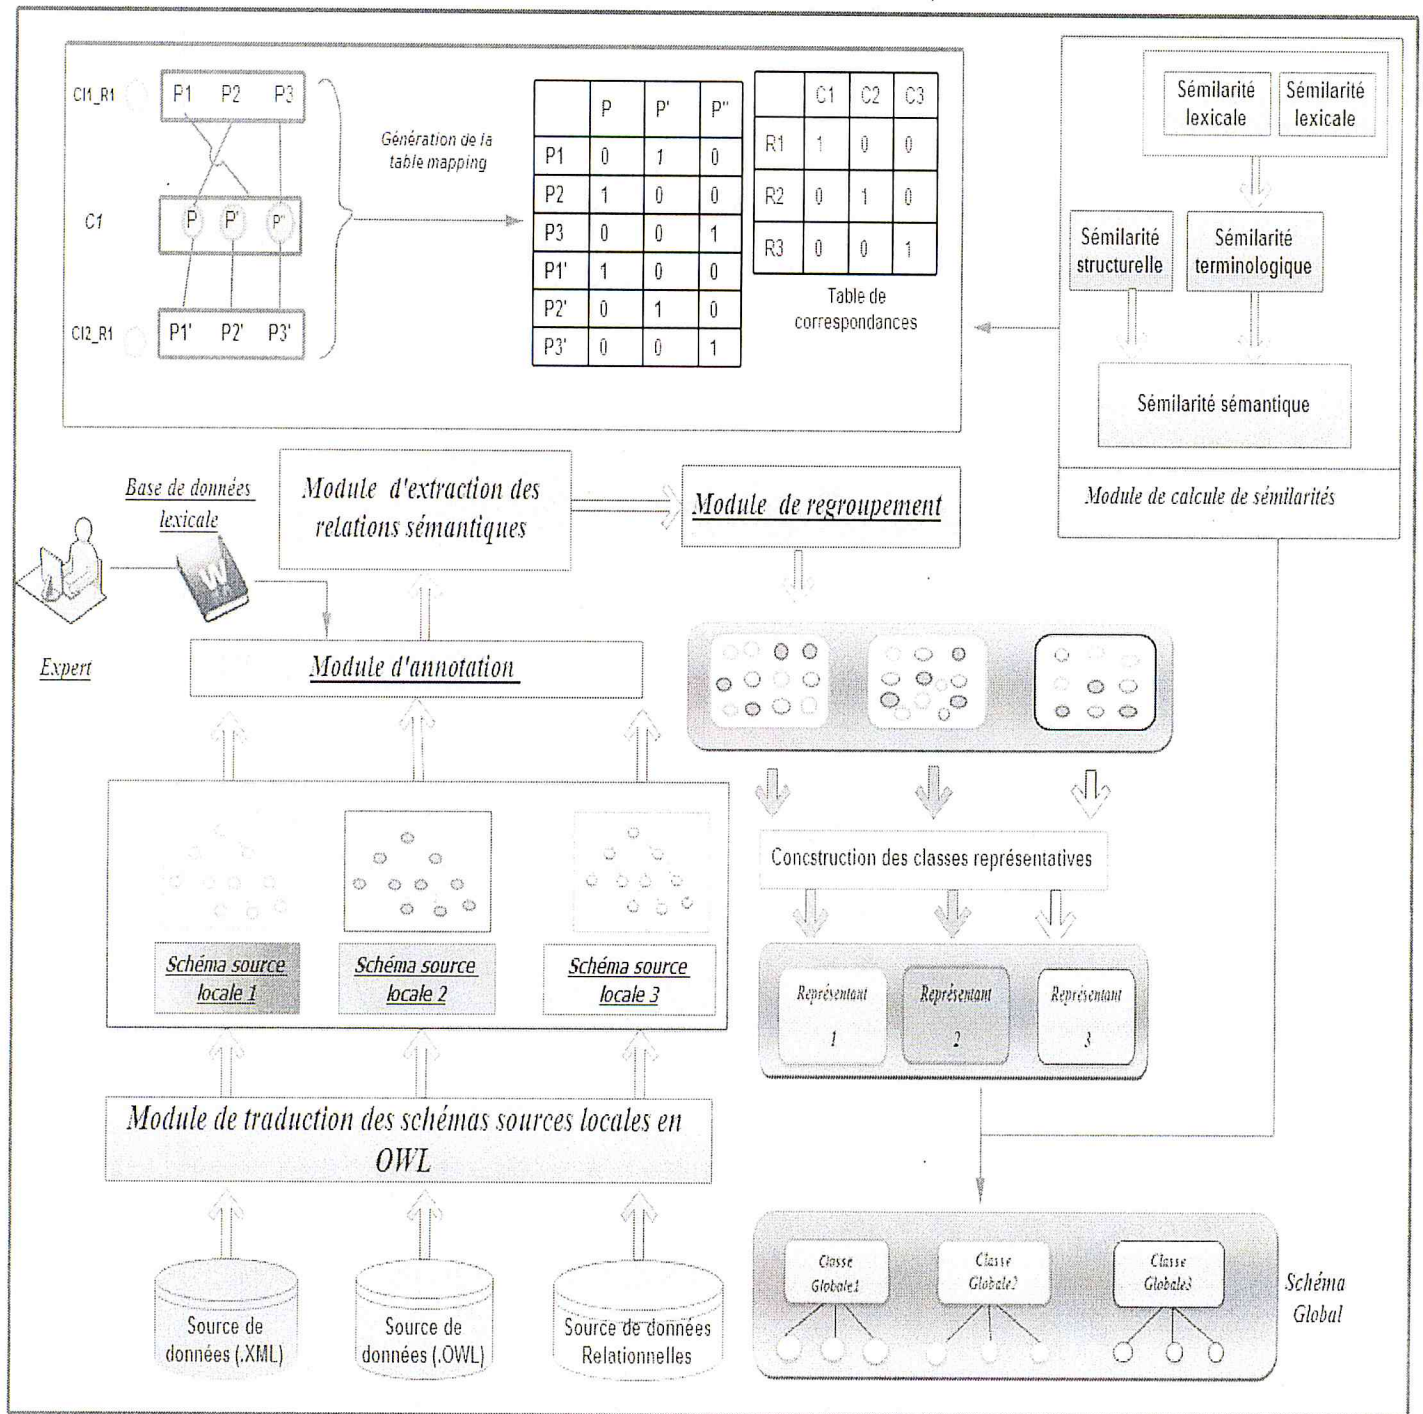 CI1_R1
P1 P2 P3
C1
P P' P"
CI2_R1
P1' P2' P3'
Génération de la
table mapping
P P' P"
P1 0 1 0
P2 1 0 0
P3 0 0 1
P1' 1 0 0
P2' 0 1 0
P3' 0 0 1
C1 C2 C3
R1 1 0 0
R2 0 1 0
R3 0 0 1
Table de
correspondances
Sémilarité
lexicale
Sémilarité
lexicale
Sémilarité
structurelle
Sémilarité
terminologique
Sémilarité sémantique
Module de calcule de sémilarités
Base de données
lexicale
W
Expert
Module d'extraction des
relations sémantiques
Module de regroupement
Module d'annotation
Schéma source
locale 1
Schéma source
locale 2
Schéma source
locale 3
Concstruction des classes représentatives
Représentant
1
Représentant
2
Représentant
3
Module de traduction des schémas sources locales en
OWL
Source de
données (.XML)
Source de
données (.OWL)
Source de données
Relationnelles
Classe
Globale1
Classe
Globale2
Classe
Globale3
Schéma
Global